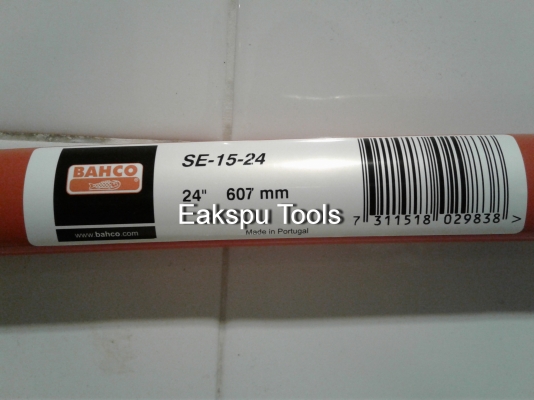 BAHCO
www.bahco.com
SE-15-24
24" 607 mm
Eakspu Tools
Made in Portugal
7 311518 029838 >